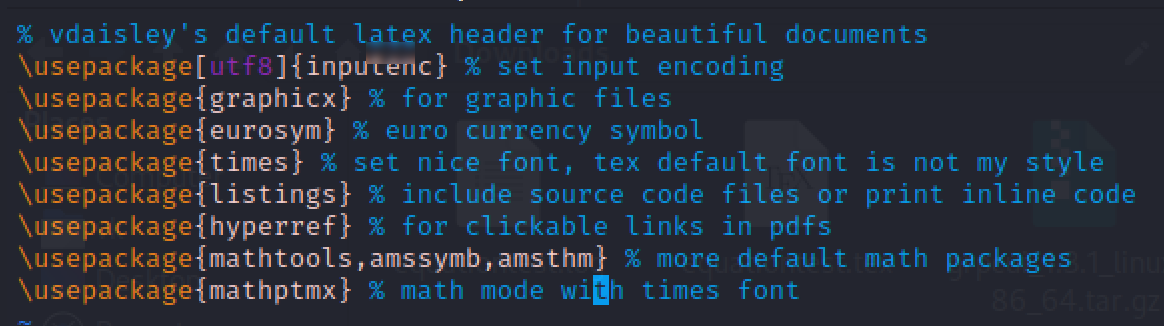 % vdaisley's default latex header for beautiful documents
\usepackage[utf8]{inputenc} % set input encoding
\usepackage{graphicx} % for graphic files
\usepackage{eurosym} % euro currency symbol
\usepackage{times} % set nice font, tex default font is not my style
\usepackage{listings} % include source code files or print inline code
\usepackage{hyperref} % for clickable links in pdfs
\usepackage{mathtools,amssymb,amsthm} % more default math packages
\usepackage{mathptmx} % math mode with times font
86_64.tar.gz
~